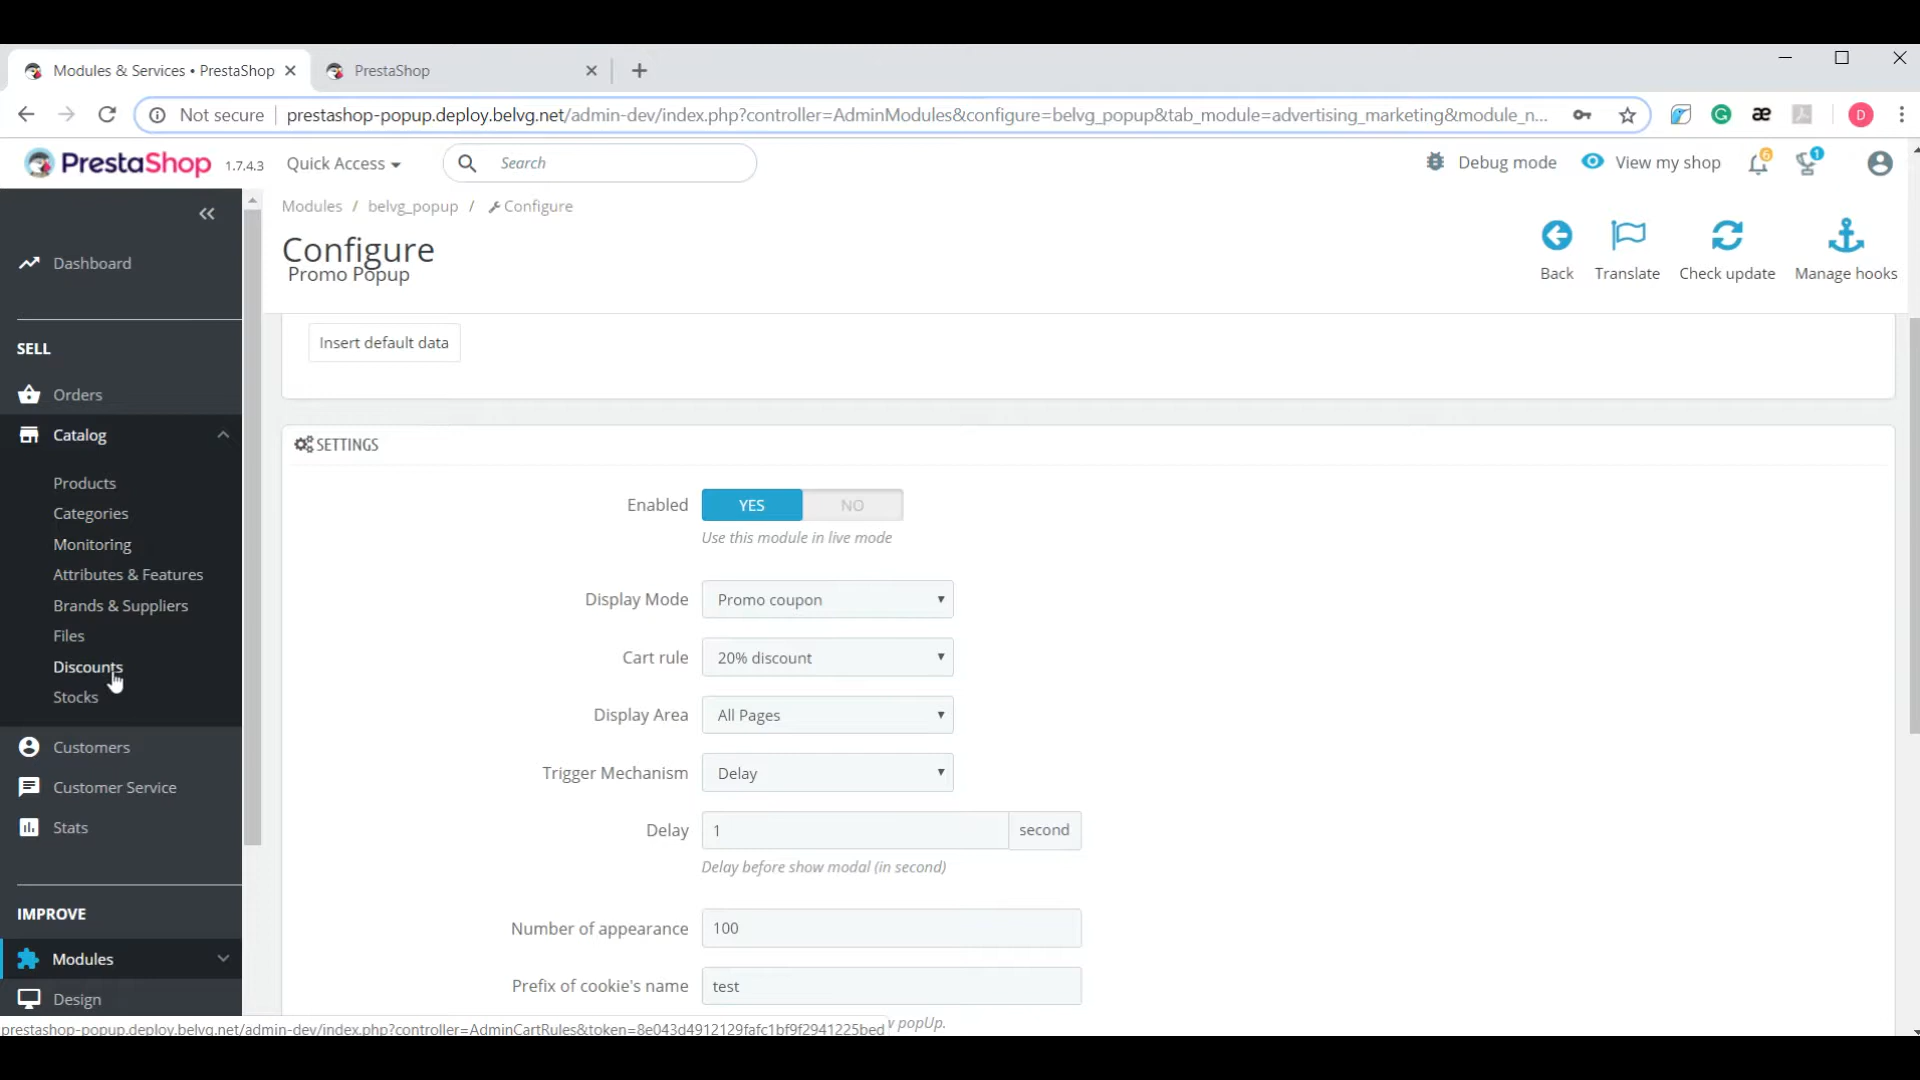 Modules & Services • PrestaShop
PrestaShop
Not secure
prestashop-popup.deploy.belvg.net/admin-dev/index.php?controller=AdminModules&configure=belvg_popup&tab_module=advertising_marketing&module_n...
æ
D
PrestaShop 1.7.4.3
Quick Access
Search
Debug mode
View my shop
6
1
Dashboard
SELL
Orders
Catalog
Products
Categories
Monitoring
Attributes & Features
Brands & Suppliers
Files
Discounts
Stocks
Customers
Customer Service
Stats
IMPROVE
Modules
Design
Modules / belvg_popup / Configure
Configure
Promo Popup
Back
Translate
Check update
Manage hooks
Insert default data
SETTINGS
Enabled YES NO
Use this module in live mode
Display Mode Promo coupon
Cart rule 20% discount
Display Area All Pages
Trigger Mechanism Delay
Delay 1 second
Delay before show modal (in second)
Number of appearance 100
Prefix of cookie's name test
popUp.
prestashop-popup.deploy.belvg.net/admin-dev/index.php?controller=AdminCartRules&token=8e043d4912129fafc1bf9f2941225bed